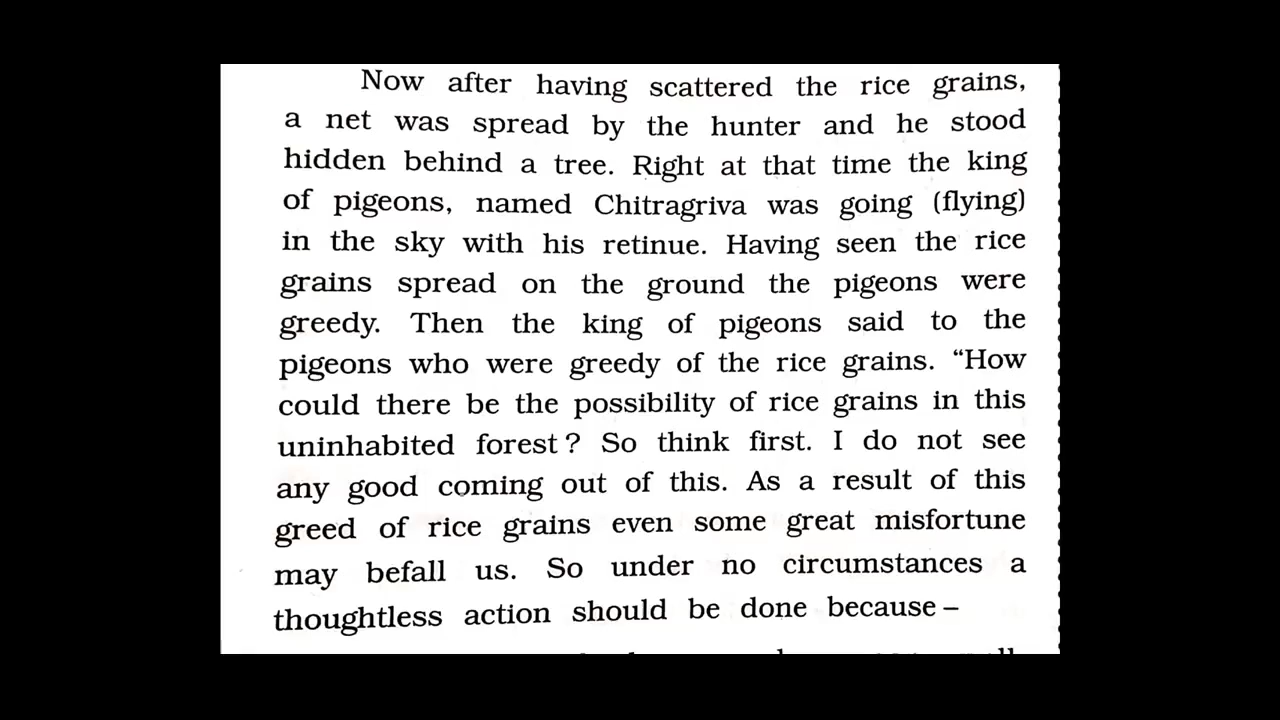 Now after having scattered the rice grains,
a net was spread by the hunter and he stood
hidden behind a tree. Right at that time the king
of pigeons, named Chitragriva was going (flying)
in the sky with his retinue. Having seen the rice
grains spread on the ground the pigeons were
greedy. Then the king of pigeons said to the
pigeons who were greedy of the rice grains. “How
could there be the possibility of rice grains in this
uninhabited forest? So think first. I do not see
any good coming out of this. As a result of this
greed of rice grains even some great misfortune
may befall us. So under no circumstances a
thoughtless action should be done because –